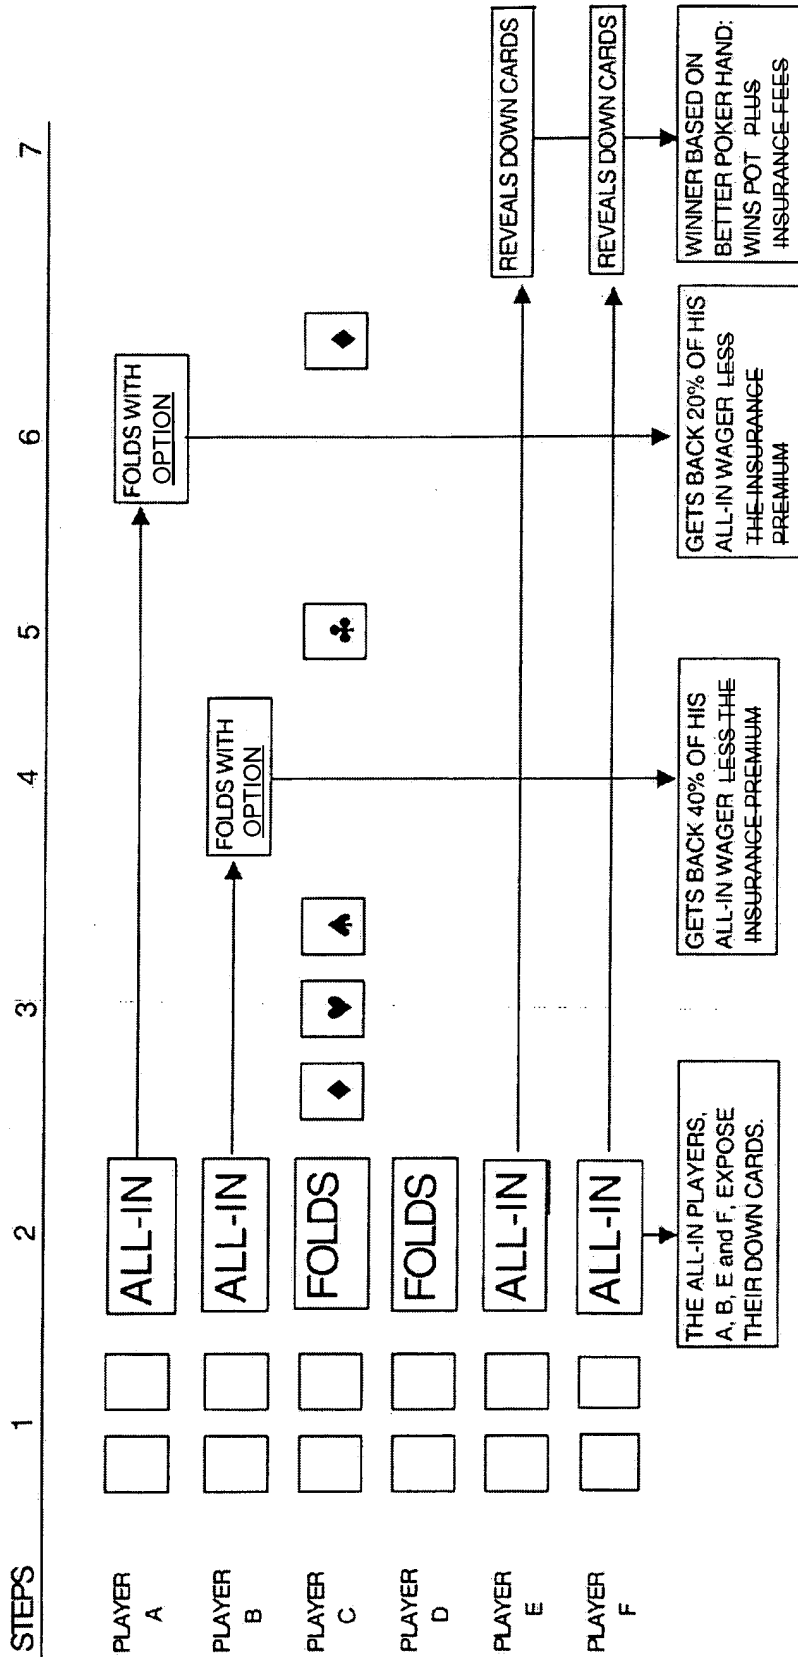 STEPS 1 2 3 4 5 6 7
PLAYER
A
ALL-IN
FOLDS WITH
OPTION
PLAYER
B
ALL-IN
FOLDS WITH
OPTION
PLAYER
C
FOLDS
PLAYER
D
FOLDS
PLAYER
E
ALL-IN
REVEALS DOWN CARDS
PLAYER
F
ALL-IN
REVEALS DOWN CARDS
THE ALL-IN PLAYERS,
A, B, E and F, EXPOSE
THEIR DOWN CARDS.
GETS BACK 40% OF HIS
ALL-IN WAGER LESS THE
INSURANCE PREMIUM
GETS BACK 20% OF HIS
ALL-IN WAGER LESS
THE INSURANCE
PREMIUM
WINNER BASED ON
BETTER POKER HAND:
WINS POT PLUS
INSURANCE FEES